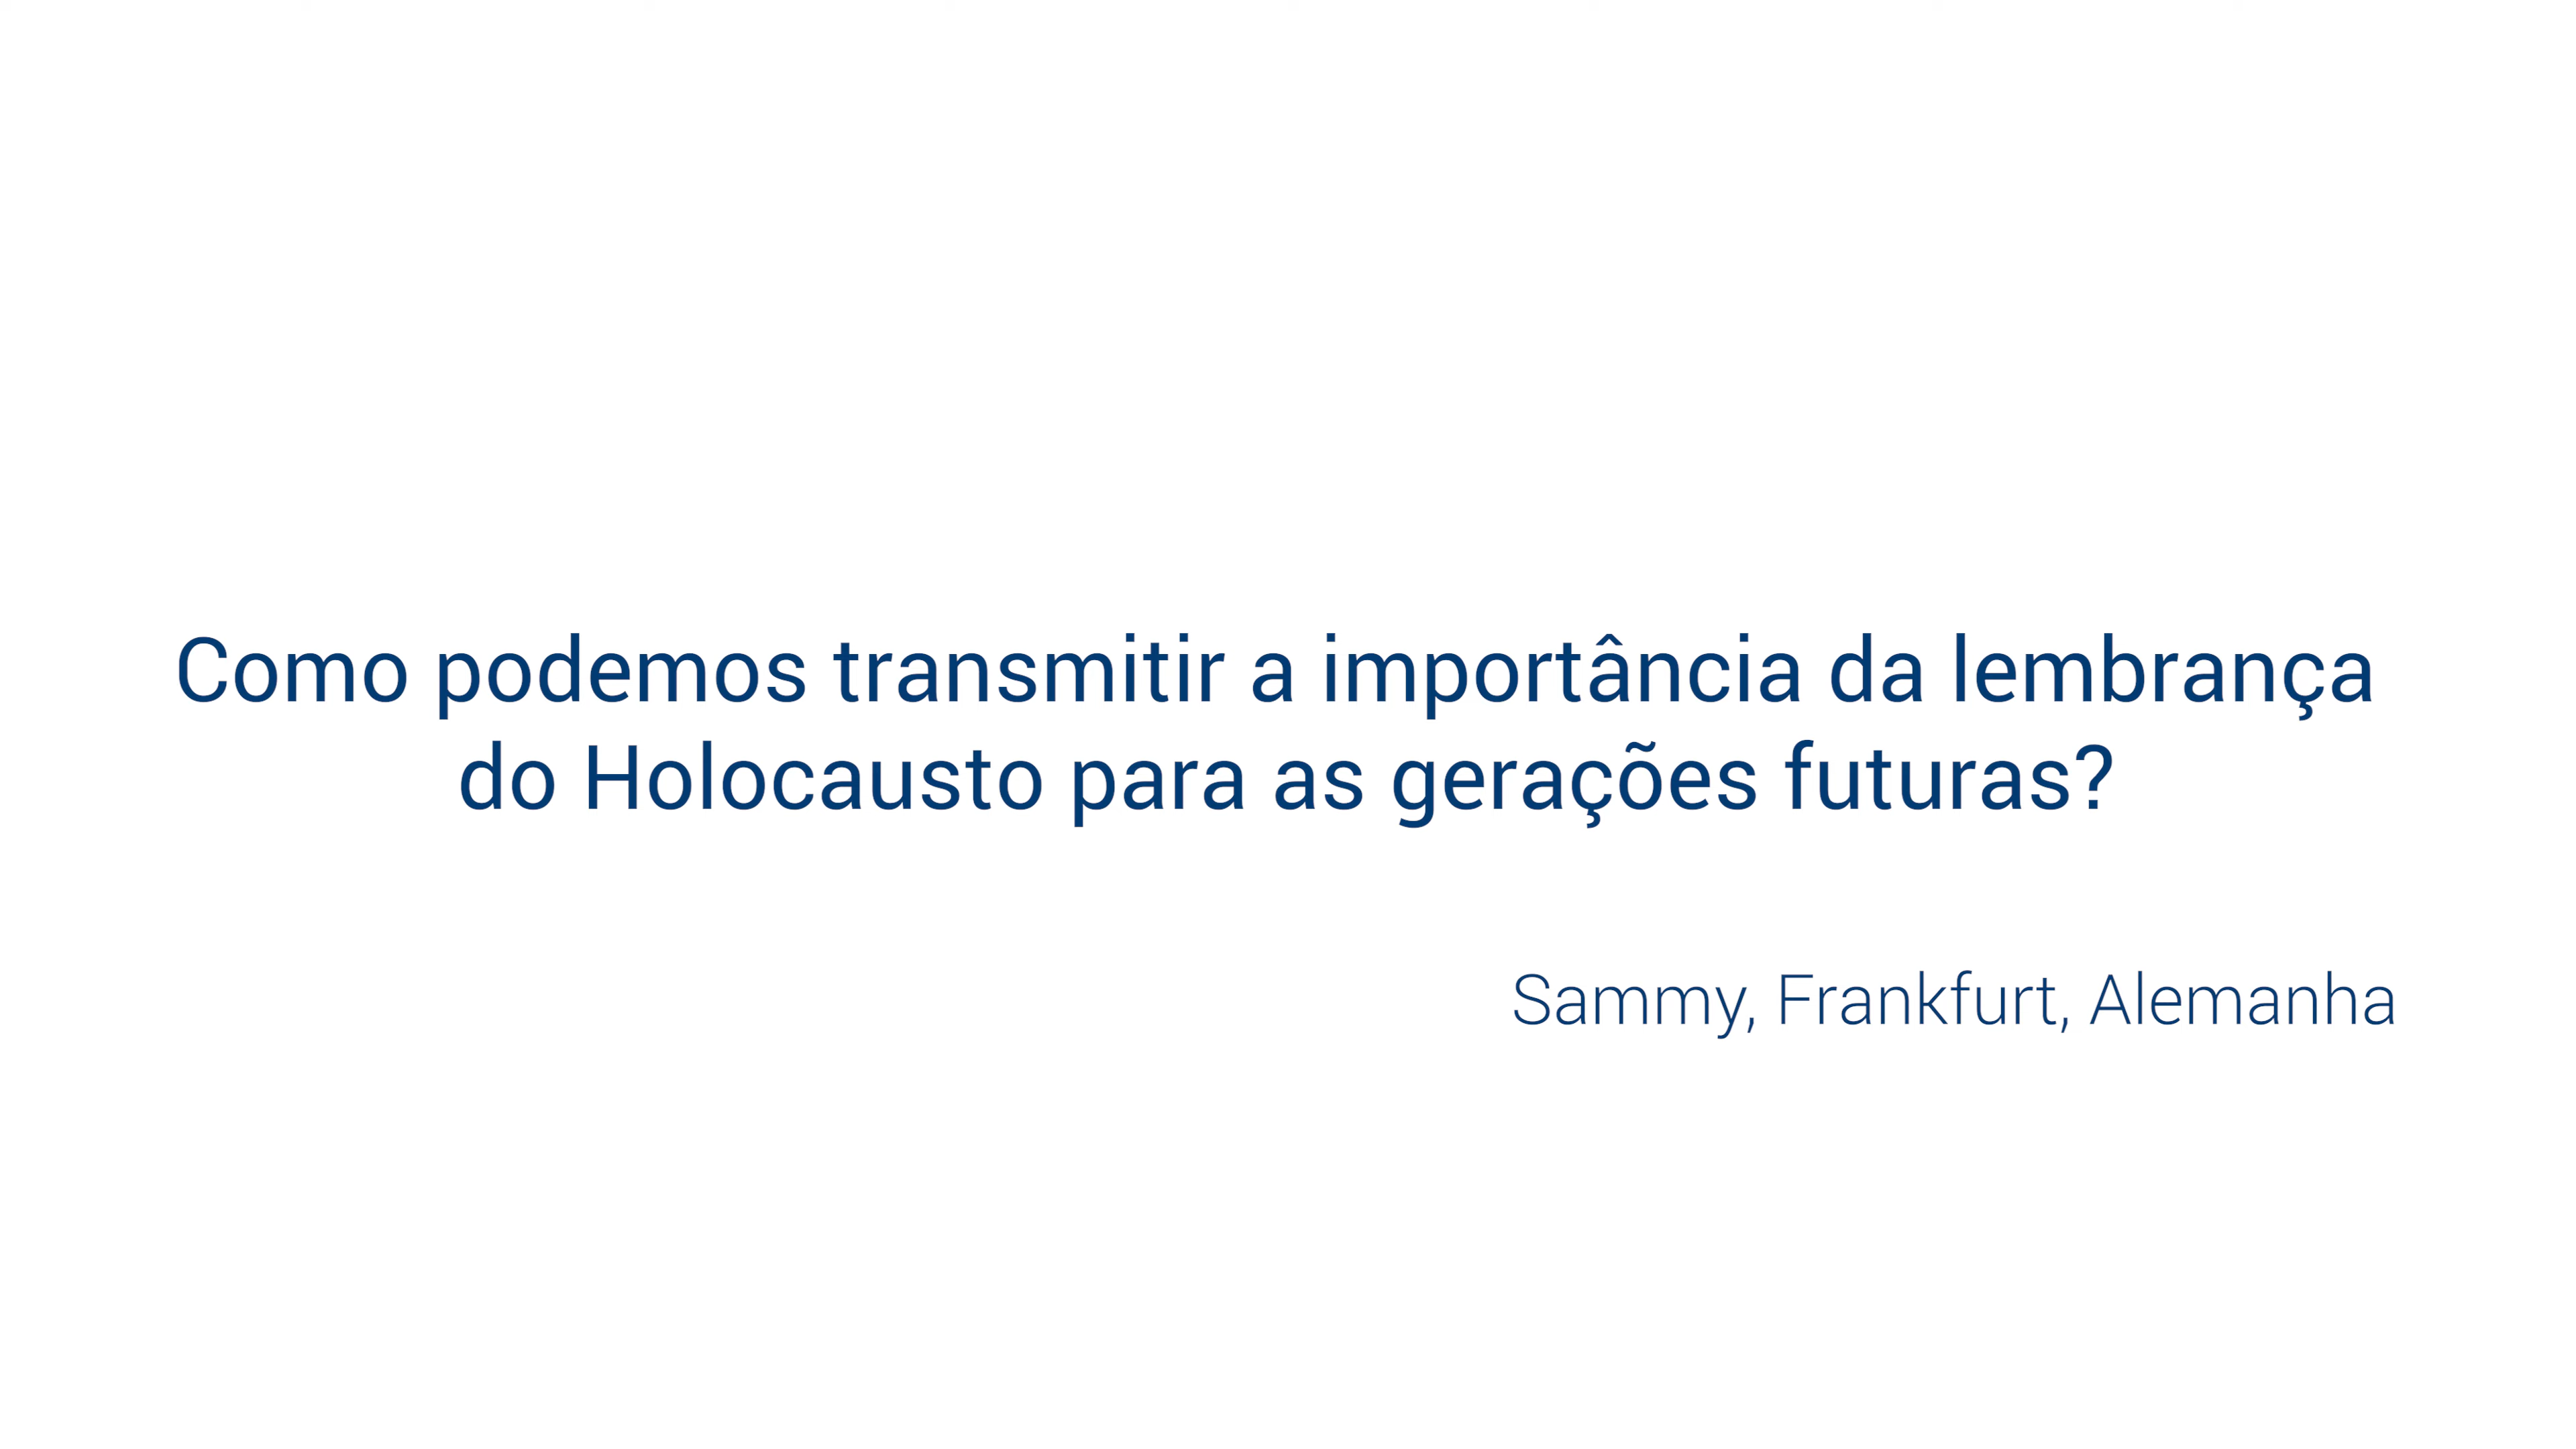 Como podemos transmitir a importância da lembrança
do Holocausto para as gerações futuras?
Sammy, Frankfurt, Alemanha